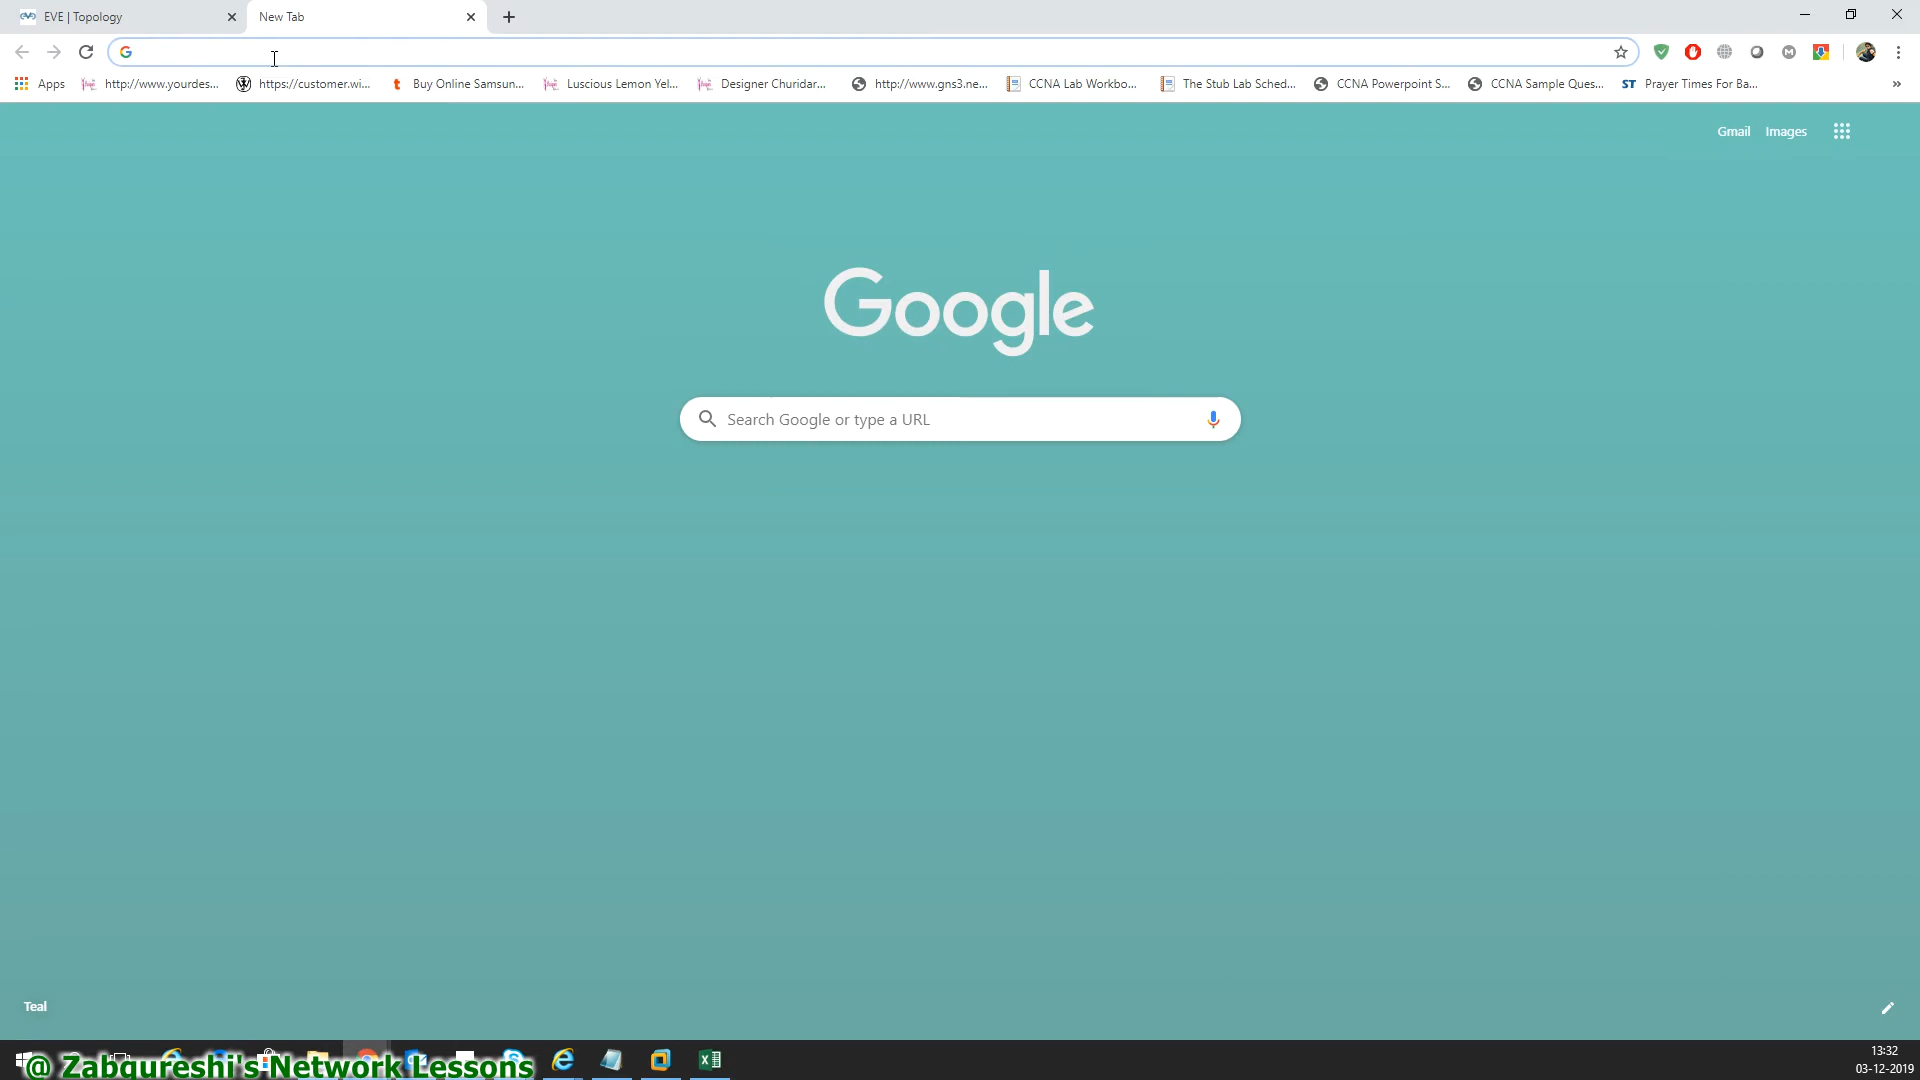 EVE | Topology
New Tab
Apps
http://www.yourdes...
https://customer.wi...
Buy Online Samsun...
Luscious Lemon Yel...
Designer Churidar...
http://www.gns3.ne...
CCNA Lab Workbo...
The Stub Lab Sched...
CCNA Powerpoint S...
CCNA Sample Ques...
ST Prayer Times For Ba...
Gmail Images
Google
Search Google or type a URL
Teal
@ Zabqureshi's Network Lessons
13:32
03-12-2019